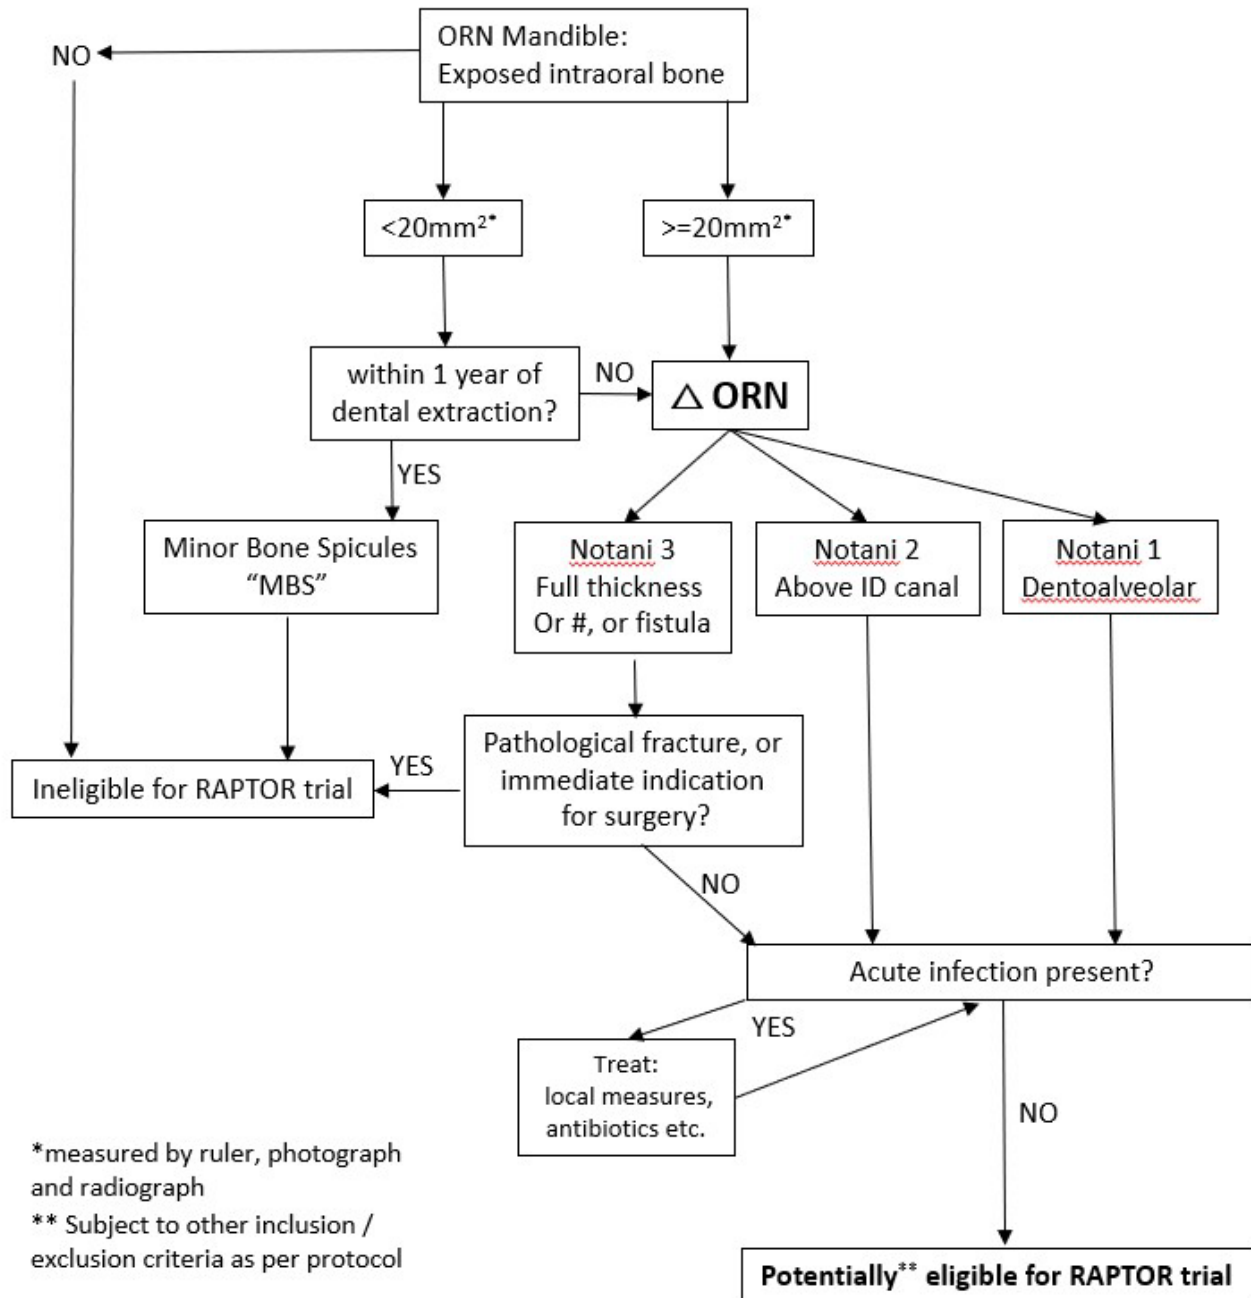 ORN Mandible:
Exposed intraoral bone
NO
<20mm²*
>=20mm²*
within 1 year of
dental extraction?
NO
△ ORN
YES
Minor Bone Spicules
“MBS”
Notani 3
Full thickness
Or #, or fistula
Notani 2
Above ID canal
Notani 1
Dentoalveolar
Pathological fracture, or
immediate indication
for surgery?
YES
Ineligible for RAPTOR trial
NO
Acute infection present?
YES
Treat:
local measures,
antibiotics etc.
NO
*measured by ruler, photograph
and radiograph
** Subject to other inclusion /
exclusion criteria as per protocol
Potentially** eligible for RAPTOR trial